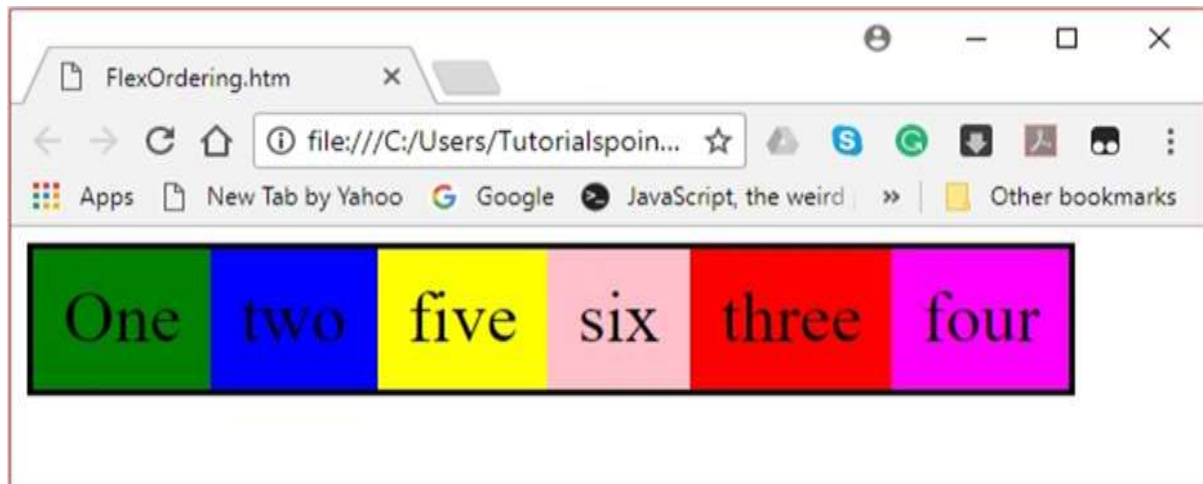 FlexOrdering.htm
file:///C:/Users/Tutorialspoin...
Apps New Tab by Yahoo G Google JavaScript, the weird » Other bookmarks
One two five six three four